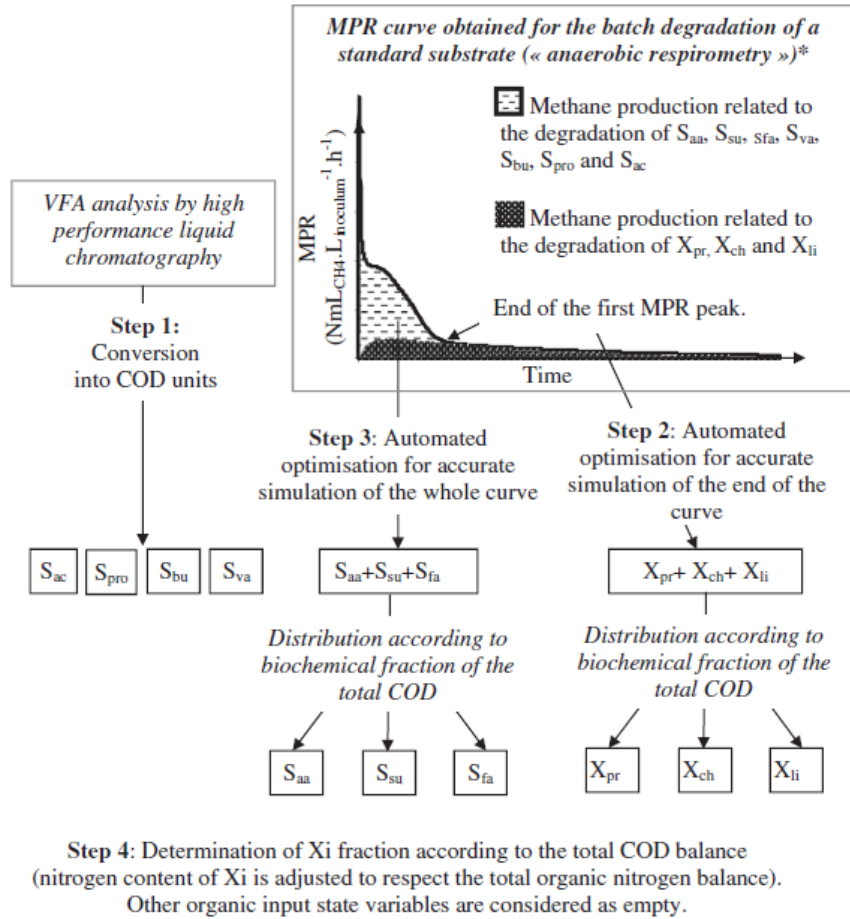 MPR curve obtained for the batch degradation of a
standard substrate (« anaerobic respirometry »)*
Methane production related to
the degradation of Saa, Ssu, Sfa, Sva,
Sbu, Spro and Sac
Methane production related to
the degradation of Xpr, Xch and Xli
MPR
(NmLCH4.Linoculum-1.h-1)
End of the first MPR peak.
Time
VFA analysis by high
performance liquid
chromatography
Step 1:
Conversion
into COD units
Step 3: Automated
optimisation for accurate
simulation of the whole curve
Step 2: Automated
optimisation for accurate
simulation of the end of the
curve
Sac
Spro
Sbu
Sva
Saa+Ssu+Sfa
Xpr+ Xch+ Xli
Distribution according to
biochemical fraction of the
total COD
Distribution according to
biochemical fraction of the
total COD
Saa
Ssu
Sfa
Xpr
Xch
Xli
Step 4: Determination of Xi fraction according to the total COD balance
(nitrogen content of Xi is adjusted to respect the total organic nitrogen balance).
Other organic input state variables are considered as empty.